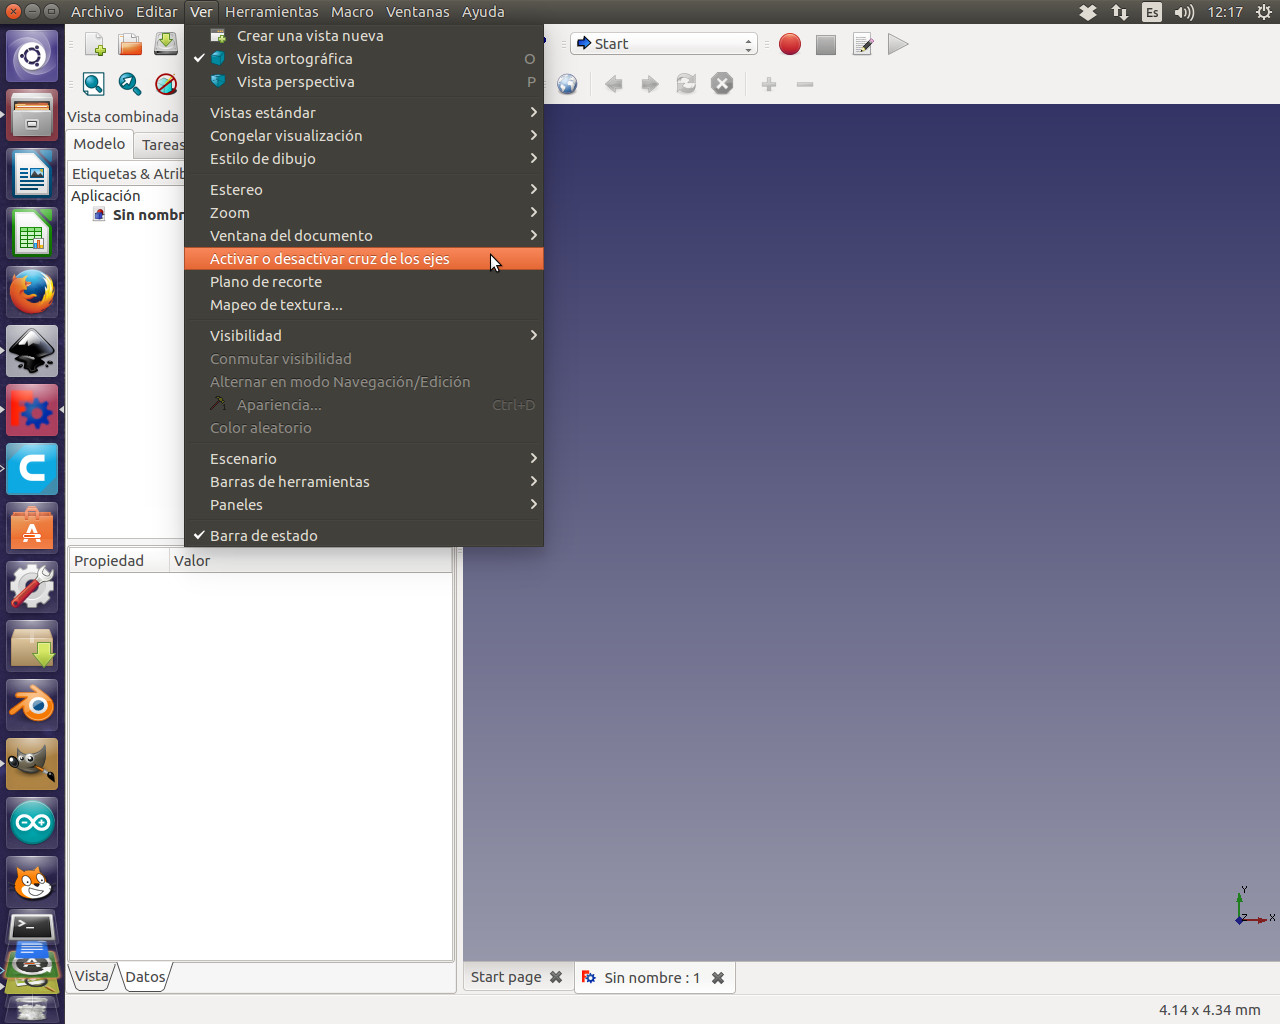 Archivo Editar Ver Herramientas Macro Ventanas Ayuda Es 12:17
Crear una vista nueva
Vista ortográfica O
Vista perspectiva P
Vistas estándar
Congelar visualización
Estilo de dibujo
Estereo
Zoom
Ventana del documento
Activar o desactivar cruz de los ejes
Plano de recorte
Mapeo de textura...
Visibilidad
Conmutar visibilidad
Alternar en modo Navegación/Edición
Apariencia... Ctrl+D
Color aleatorio
Escenario
Barras de herramientas
Paneles
Barra de estado
Start
Vista combinada
Modelo Tareas
Etiquetas & Atrib
Aplicación
Sin nombr
Propiedad Valor
Vista Datos
Y
Z X
Start page Sin nombre : 1
4.14 x 4.34 mm